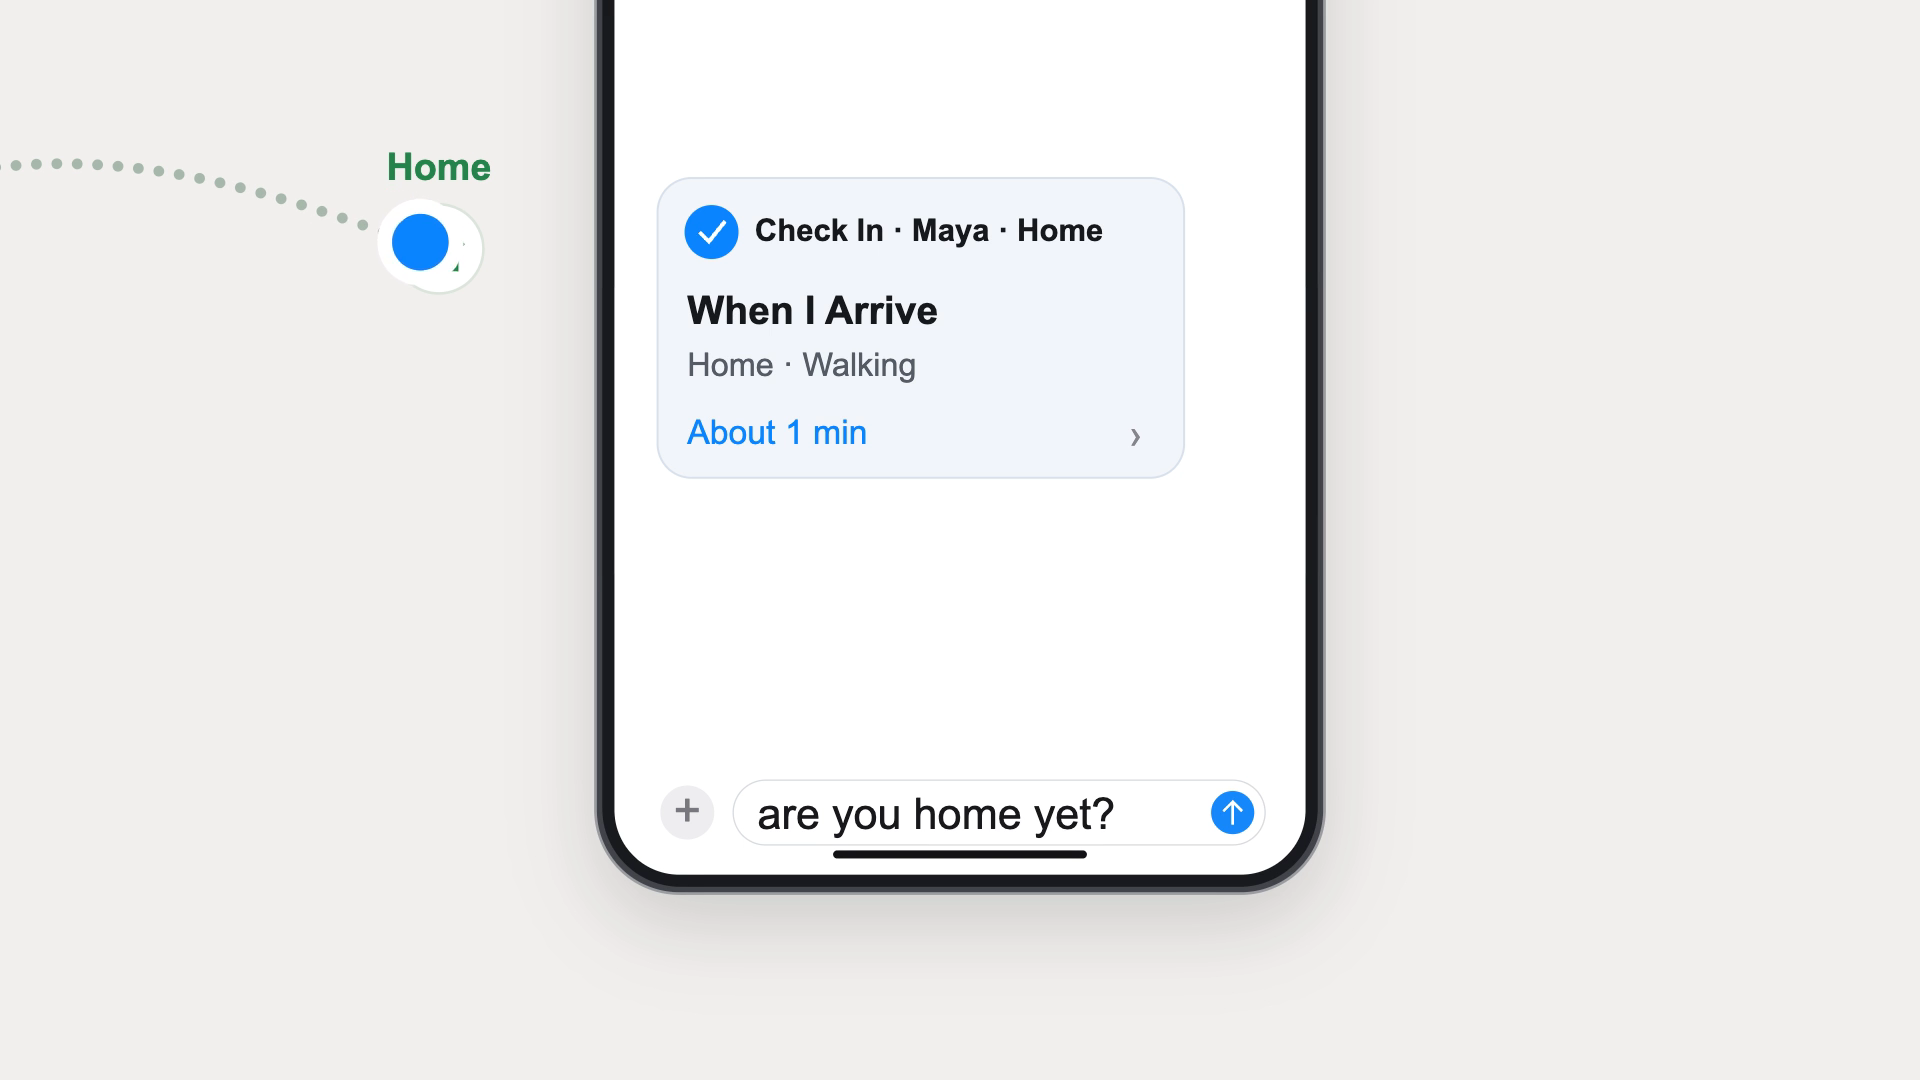 Home
Check In · Maya · Home
When I Arrive
Home · Walking
About 1 min
are you home yet?